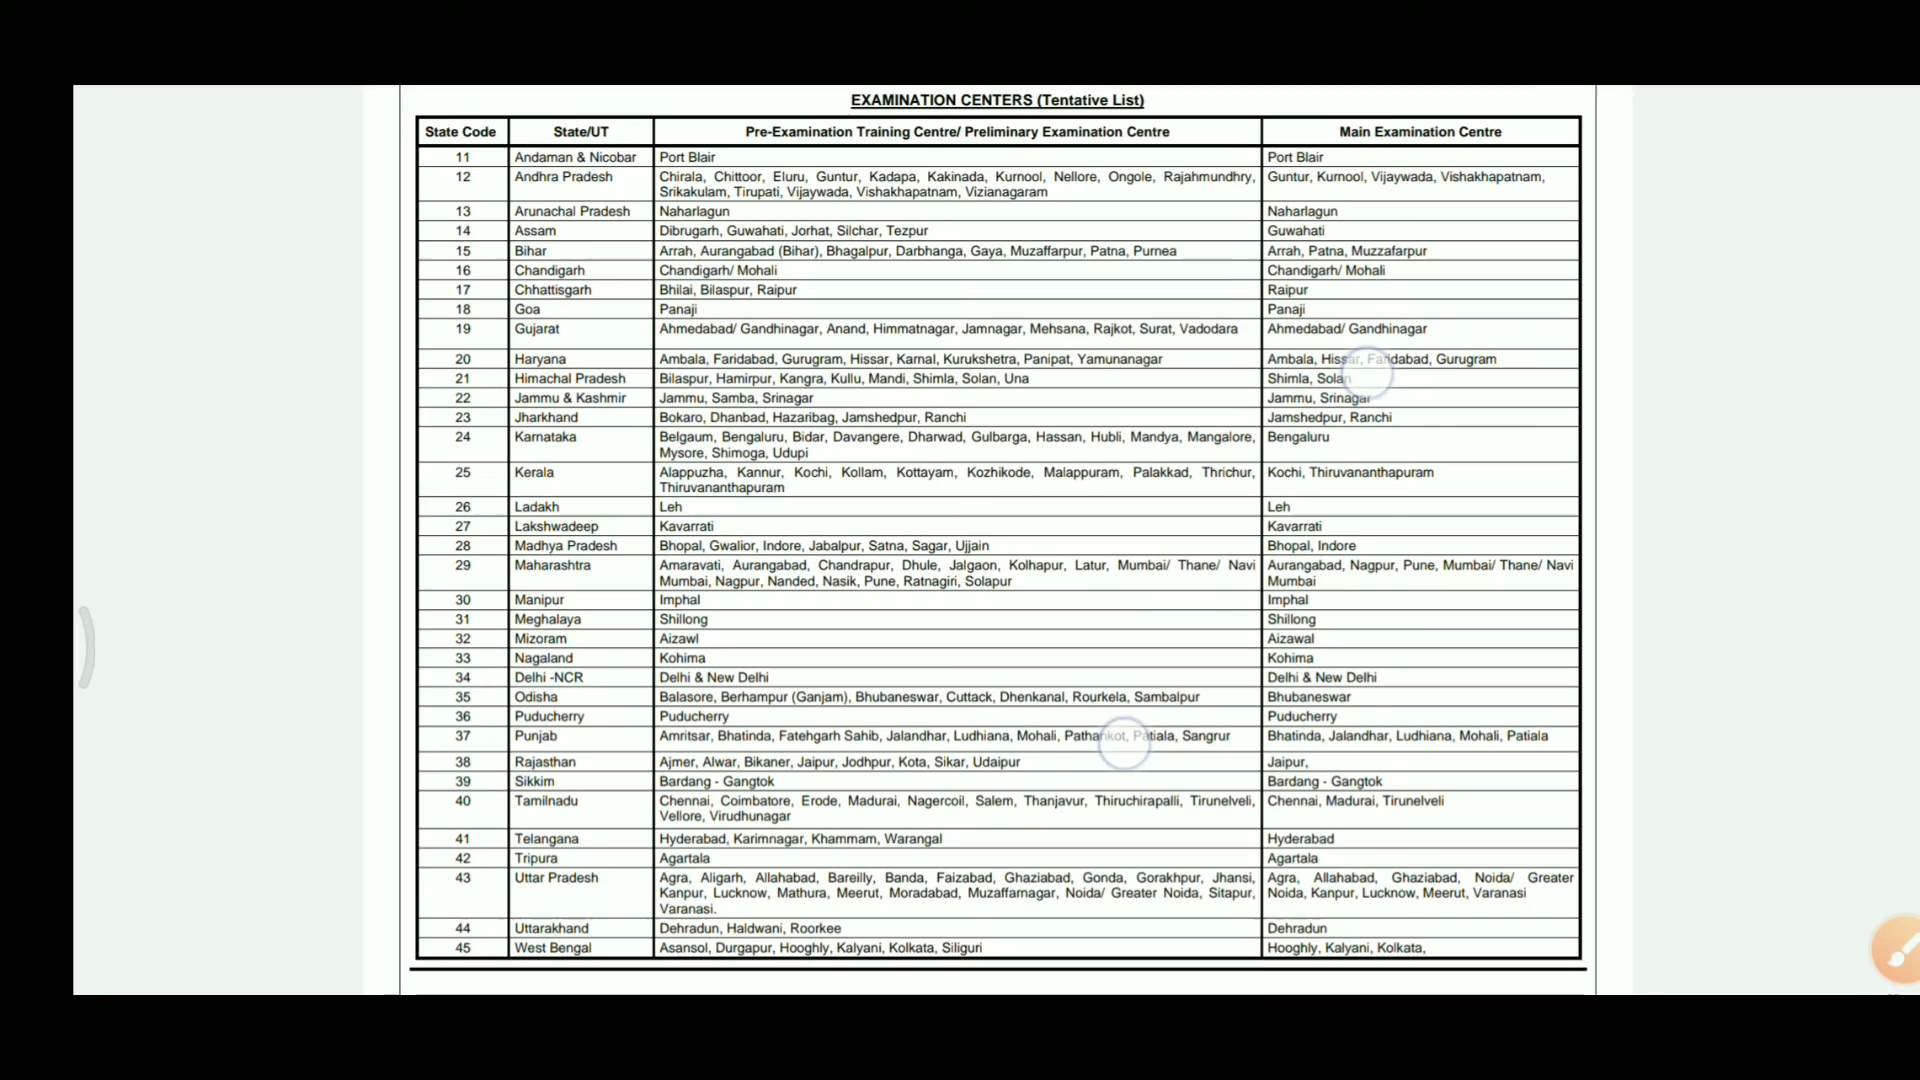 EXAMINATION CENTERS (Tentative List)
State Code State/UT Pre-Examination Training Centre/ Preliminary Examination Centre Main Examination Centre
11 Andaman & Nicobar Port Blair Port Blair
12 Andhra Pradesh Chirala, Chittoor, Eluru, Guntur, Kadapa, Kakinada, Kurnool, Nellore, Ongole, Rajahmundhry, Guntur, Kurnool, Vijaywada, Vishakhapatnam,
Srikakulam, Tirupati, Vijaywada, Vishakhapatnam, Vizianagaram
13 Arunachal Pradesh Naharlagun Naharlagun
14 Assam Dibrugarh, Guwahati, Jorhat, Silchar, Tezpur Guwahati
15 Bihar Arrah, Aurangabad (Bihar), Bhagalpur, Darbhanga, Gaya, Muzaffarpur, Patna, Purnea Arrah, Patna, Muzzafarpur
16 Chandigarh Chandigarh/ Mohali Chandigarh/ Mohali
17 Chhattisgarh Bhilai, Bilaspur, Raipur Raipur
18 Goa Panaji Panaji
19 Gujarat Ahmedabad/ Gandhinagar, Anand, Himmatnagar, Jamnagar, Mehsana, Rajkot, Surat, Vadodara Ahmedabad/ Gandhinagar
20 Haryana Ambala, Faridabad, Gurugram, Hissar, Karnal, Kurukshetra, Panipat, Yamunanagar Ambala, Hissar, Faridabad, Gurugram
21 Himachal Pradesh Bilaspur, Hamirpur, Kangra, Kullu, Mandi, Shimla, Solan, Una Shimla, Solan
22 Jammu & Kashmir Jammu, Samba, Srinagar Jammu, Srinagar
23 Jharkhand Bokaro, Dhanbad, Hazaribag, Jamshedpur, Ranchi Jamshedpur, Ranchi
24 Karnataka Belgaum, Bengaluru, Bidar, Davangere, Dharwad, Gulbarga, Hassan, Hubli, Mandya, Mangalore, Bengaluru
Mysore, Shimoga, Udupi
25 Kerala Alappuzha, Kannur, Kochi, Kollam, Kottayam, Kozhikode, Malappuram, Palakkad, Thrichur, Kochi, Thiruvananthapuram
Thiruvananthapuram
26 Ladakh Leh Leh
27 Lakshwadeep Kavarrati Kavarrati
28 Madhya Pradesh Bhopal, Gwalior, Indore, Jabalpur, Satna, Sagar, Ujjain Bhopal, Indore
29 Maharashtra Amaravati, Aurangabad, Chandrapur, Dhule, Jalgaon, Kolhapur, Latur, Mumbai/ Thane/ Navi Aurangabad, Nagpur, Pune, Mumbai/ Thane/ Navi
Mumbai, Nagpur, Nanded, Nasik, Pune, Ratnagiri, Solapur Mumbai
30 Manipur Imphal Imphal
31 Meghalaya Shillong Shillong
32 Mizoram Aizawl Aizawal
33 Nagaland Kohima Kohima
34 Delhi -NCR Delhi & New Delhi Delhi & New Delhi
35 Odisha Balasore, Berhampur (Ganjam), Bhubaneswar, Cuttack, Dhenkanal, Rourkela, Sambalpur Bhubaneswar
36 Puducherry Puducherry Puducherry
37 Punjab Amritsar, Bhatinda, Fatehgarh Sahib, Jalandhar, Ludhiana, Mohali, Pathankot, Patiala, Sangrur Bhatinda, Jalandhar, Ludhiana, Mohali, Patiala
38 Rajasthan Ajmer, Alwar, Bikaner, Jaipur, Jodhpur, Kota, Sikar, Udaipur Jaipur,
39 Sikkim Bardang - Gangtok Bardang - Gangtok
40 Tamilnadu Chennai, Coimbatore, Erode, Madurai, Nagercoil, Salem, Thanjavur, Thiruchirapalli, Tirunelveli, Chennai, Madurai, Tirunelveli
Vellore, Virudhunagar
41 Telangana Hyderabad, Karimnagar, Khammam, Warangal Hyderabad
42 Tripura Agartala Agartala
43 Uttar Pradesh Agra, Aligarh, Allahabad, Bareilly, Banda, Faizabad, Ghaziabad, Gonda, Gorakhpur, Jhansi, Agra, Allahabad, Ghaziabad, Noida/ Greater
Kanpur, Lucknow, Mathura, Meerut, Moradabad, Muzaffarnagar, Noida/ Greater Noida, Sitapur, Noida, Kanpur, Lucknow, Meerut, Varanasi
Varanasi.
44 Uttarakhand Dehradun, Haldwani, Roorkee Dehradun
45 West Bengal Asansol, Durgapur, Hooghly, Kalyani, Kolkata, Siliguri Hooghly, Kalyani, Kolkata,